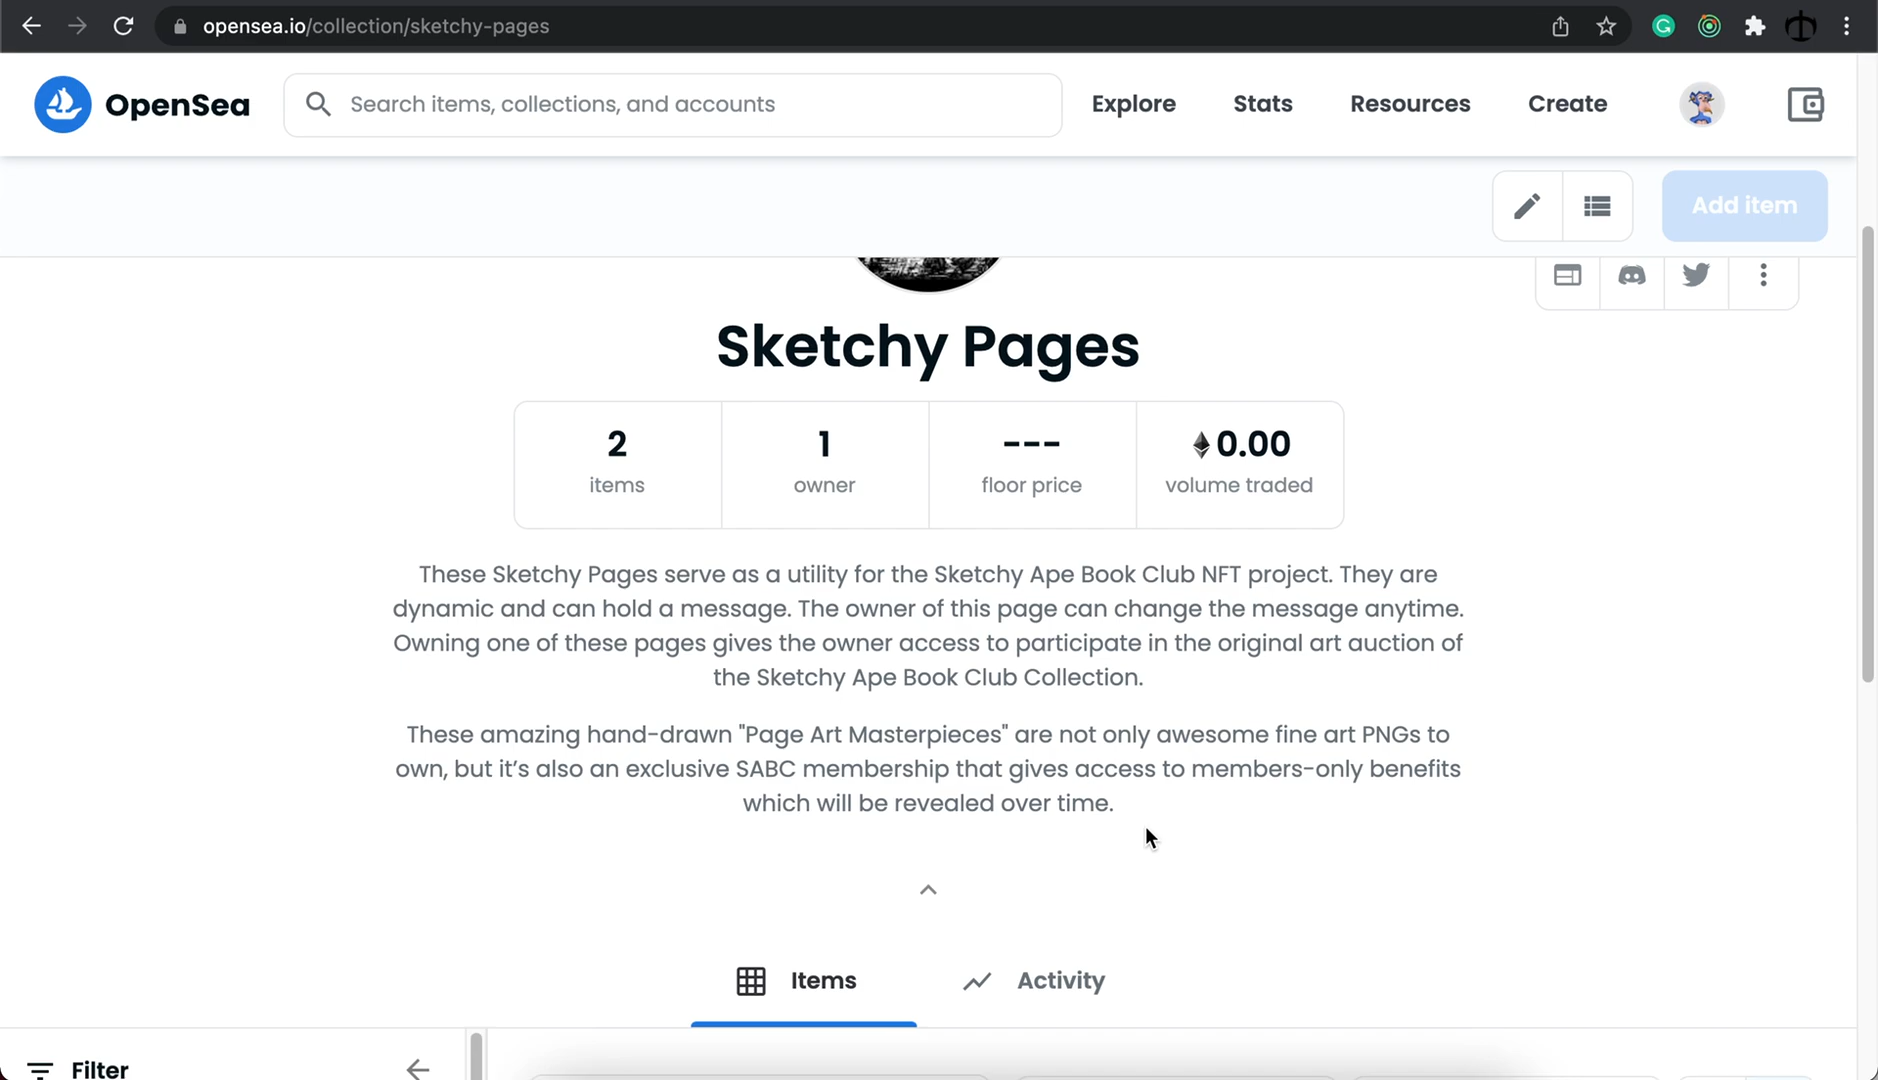 opensea.io/collection/sketchy-pages
OpenSea
Search items, collections, and accounts
Explore
Stats
Resources
Create
Add item
Sketchy Pages
2
items
1
owner
---
floor price
0.00
volume traded
These Sketchy Pages serve as a utility for the Sketchy Ape Book Club NFT project. They are
dynamic and can hold a message. The owner of this page can change the message anytime.
Owning one of these pages gives the owner access to participate in the original art auction of
the Sketchy Ape Book Club Collection.
These amazing hand-drawn "Page Art Masterpieces" are not only awesome fine art PNGs to
own, but it’s also an exclusive SABC membership that gives access to members-only benefits
which will be revealed over time.
Items
Activity
Filter